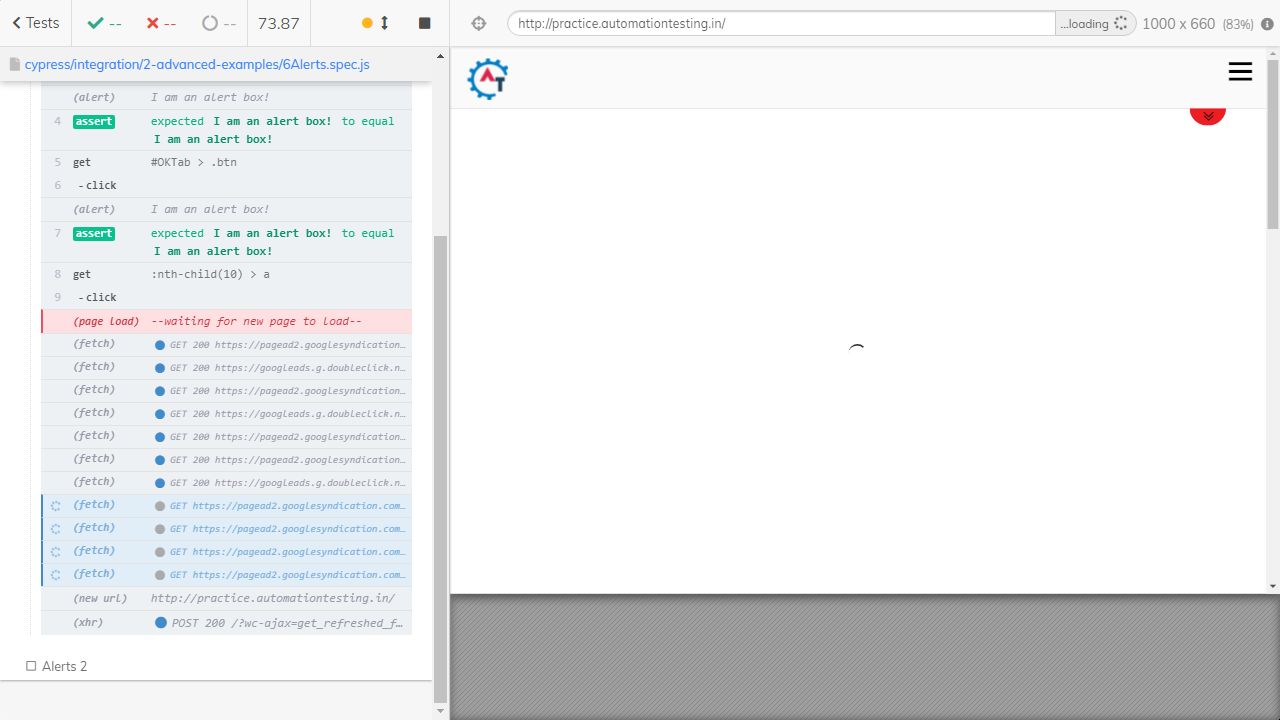 Tests
--
--
--
73.87
http://practice.automationtesting.in/
...loading
1000 x 660 (83%)
cypress/integration/2-advanced-examples/6Alerts.spec.js
(alert) I am an alert box!
4 assert expected I am an alert box! to equal
I am an alert box!
5 get #OKTab > .btn
6 -click
(alert) I am an alert box!
7 assert expected I am an alert box! to equal
I am an alert box!
8 get :nth-child(10) > a
9 -click
(page load) --waiting for new page to load--
(fetch) GET 200 https://pagead2.googlesyndication…
(fetch) GET 200 https://googleads.g.doubleclick.n…
(fetch) GET 200 https://pagead2.googlesyndication…
(fetch) GET 200 https://googleads.g.doubleclick.n…
(fetch) GET 200 https://pagead2.googlesyndication…
(fetch) GET 200 https://pagead2.googlesyndication…
(fetch) GET 200 https://googleads.g.doubleclick.n…
(fetch) GET https://pagead2.googlesyndication.com…
(fetch) GET https://pagead2.googlesyndication.com…
(fetch) GET https://pagead2.googlesyndication.com…
(fetch) GET https://pagead2.googlesyndication.com…
(new url) http://practice.automationtesting.in/
(xhr) POST 200 /?wc-ajax=get_refreshed_f…
Alerts 2
AT